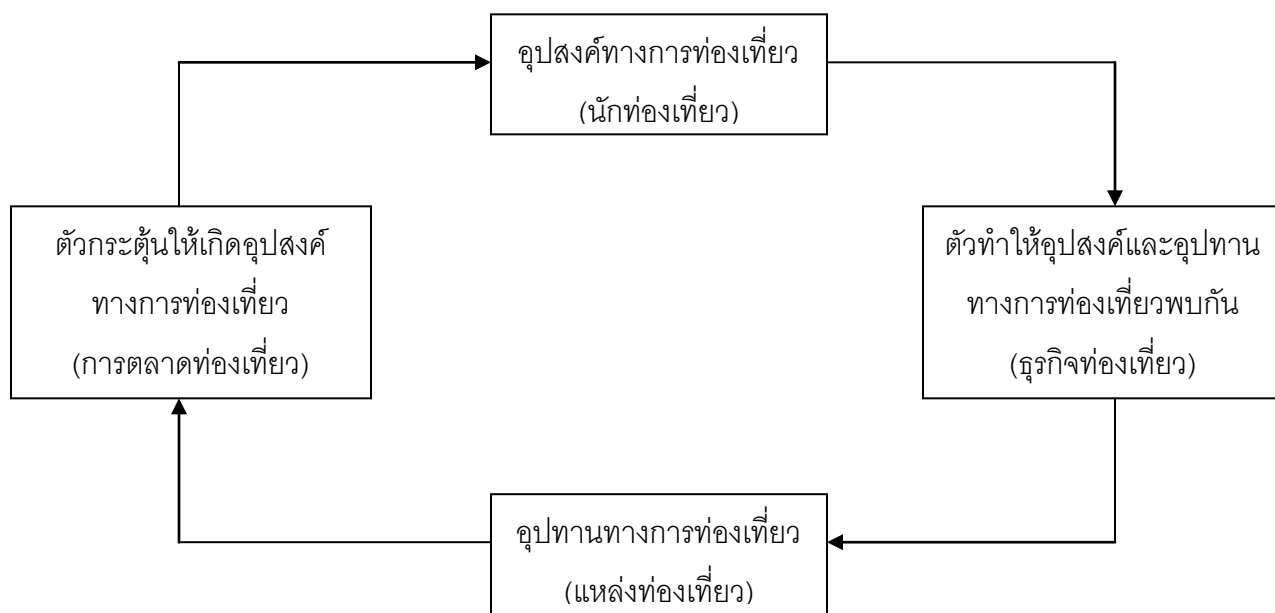 อุปสงค์ทางการท่องเที่ยว
(นักท่องเที่ยว)
ตัวกระตุ้นให้เกิดอุปสงค์
ทางการท่องเที่ยว
(การตลาดท่องเที่ยว)
ตัวทำให้อุปสงค์และอุปทาน
ทางการท่องเที่ยวพบกัน
(ธุรกิจท่องเที่ยว)
อุปทานทางการท่องเที่ยว
(แหล่งท่องเที่ยว)